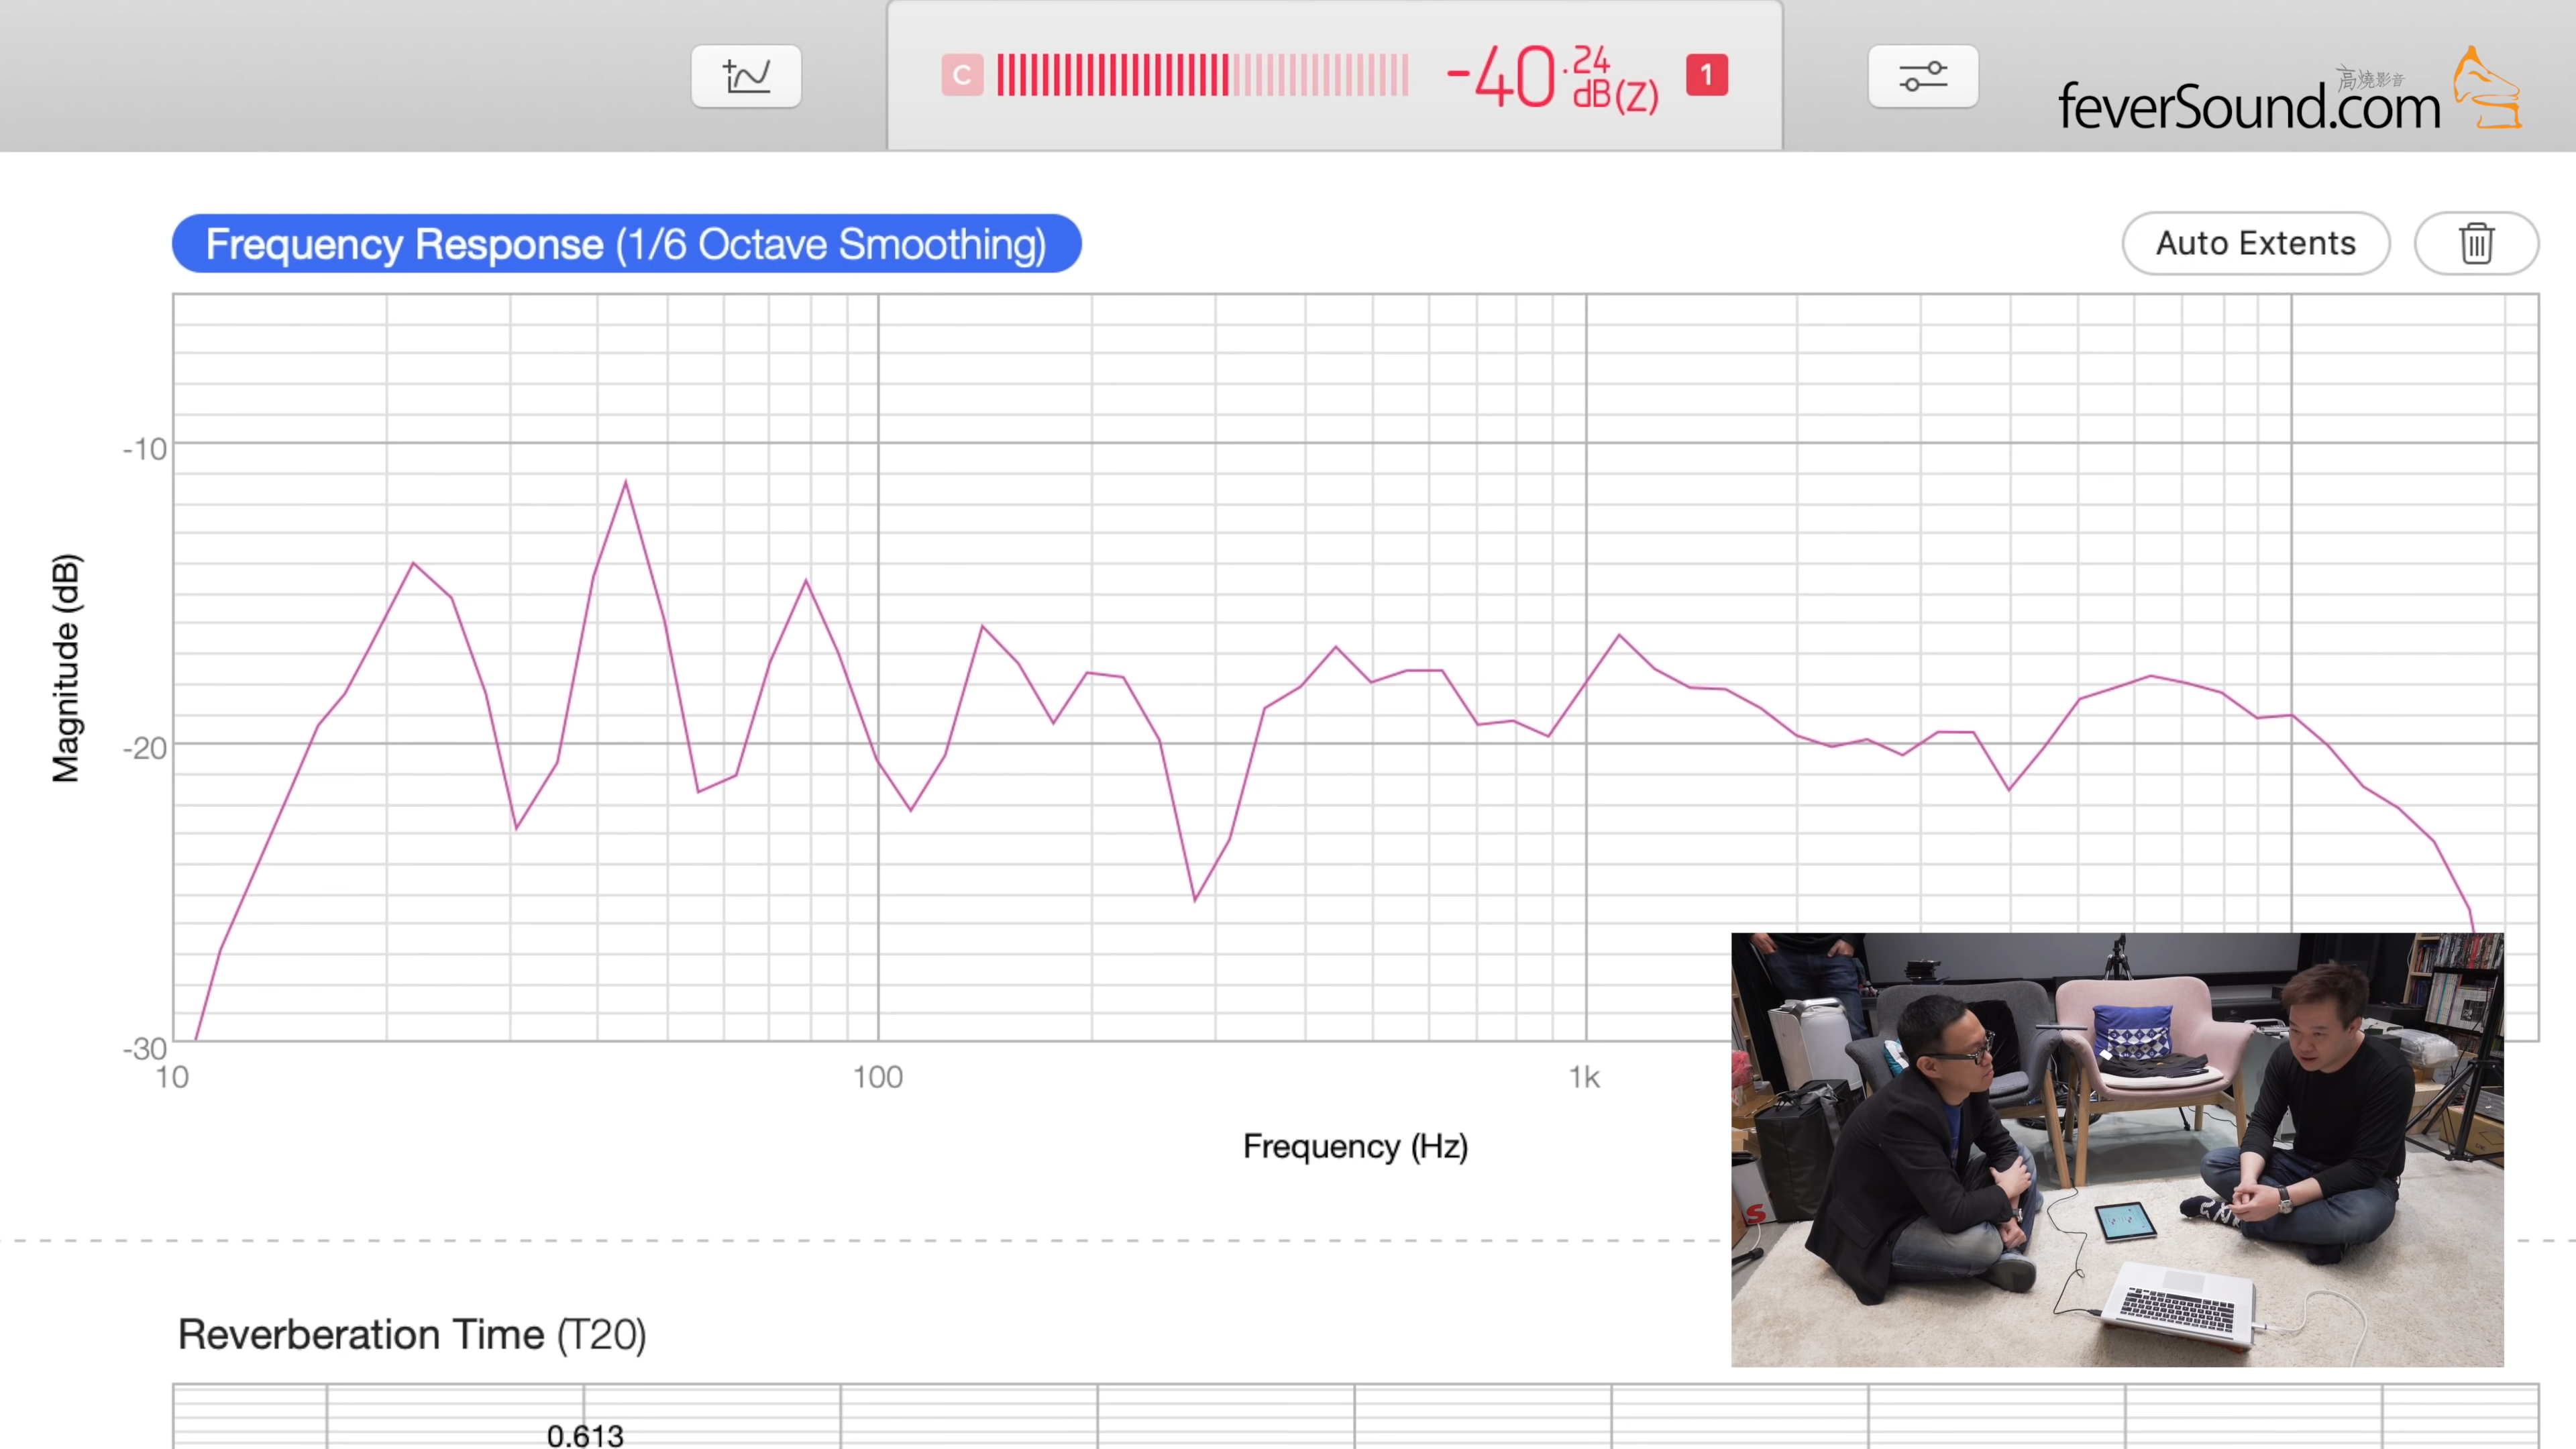 C
-40.24 dB(Z)
1
高燒影音
feverSound.com
Frequency Response (1/6 Octave Smoothing)
Auto Extents
Magnitude (dB)
-10
-20
-30
10
100
1k
Frequency (Hz)
S
Reverberation Time (T20)
0.613